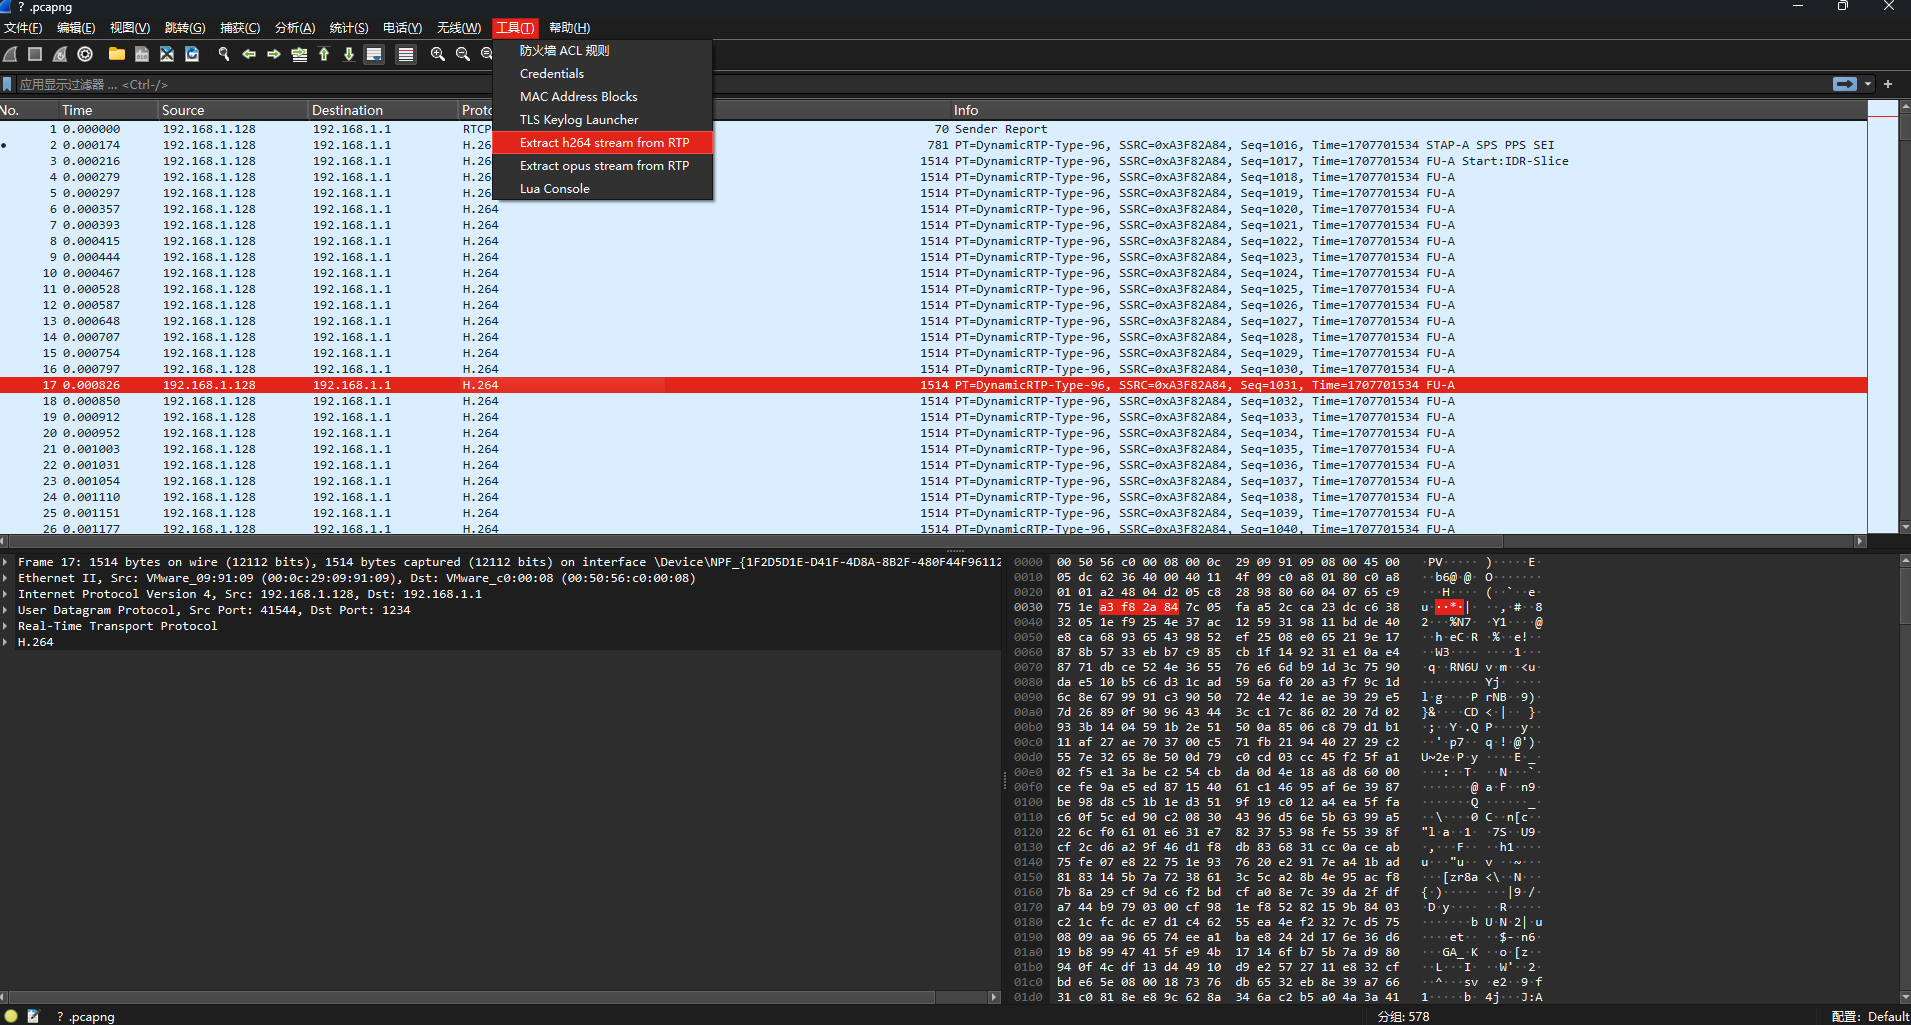 ? .pcapng
文件(F) 编辑(E) 视图(V) 跳转(G) 捕获(C) 分析(A) 统计(S) 电话(Y) 无线(W) 工具(T) 帮助(H)
应用显示过滤器 … <Ctrl-/>
防火墙 ACL 规则
Credentials
MAC Address Blocks
TLS Keylog Launcher
Extract h264 stream from RTP
Extract opus stream from RTP
Lua Console
No. Time Source Destination Proto Info
1 0.000000 192.168.1.128 192.168.1.1 RTCP 70 Sender Report
2 0.000174 192.168.1.128 192.168.1.1 H.26 781 PT=DynamicRTP-Type-96, SSRC=0xA3F82A84, Seq=1016, Time=1707701534 STAP-A SPS PPS SEI
3 0.000216 192.168.1.128 192.168.1.1 H.26 1514 PT=DynamicRTP-Type-96, SSRC=0xA3F82A84, Seq=1017, Time=1707701534 FU-A Start:IDR-Slice
4 0.000279 192.168.1.128 192.168.1.1 H.26 1514 PT=DynamicRTP-Type-96, SSRC=0xA3F82A84, Seq=1018, Time=1707701534 FU-A
5 0.000297 192.168.1.128 192.168.1.1 H.26 1514 PT=DynamicRTP-Type-96, SSRC=0xA3F82A84, Seq=1019, Time=1707701534 FU-A
6 0.000357 192.168.1.128 192.168.1.1 H.264 1514 PT=DynamicRTP-Type-96, SSRC=0xA3F82A84, Seq=1020, Time=1707701534 FU-A
7 0.000393 192.168.1.128 192.168.1.1 H.264 1514 PT=DynamicRTP-Type-96, SSRC=0xA3F82A84, Seq=1021, Time=1707701534 FU-A
8 0.000415 192.168.1.128 192.168.1.1 H.264 1514 PT=DynamicRTP-Type-96, SSRC=0xA3F82A84, Seq=1022, Time=1707701534 FU-A
9 0.000444 192.168.1.128 192.168.1.1 H.264 1514 PT=DynamicRTP-Type-96, SSRC=0xA3F82A84, Seq=1023, Time=1707701534 FU-A
10 0.000467 192.168.1.128 192.168.1.1 H.264 1514 PT=DynamicRTP-Type-96, SSRC=0xA3F82A84, Seq=1024, Time=1707701534 FU-A
11 0.000528 192.168.1.128 192.168.1.1 H.264 1514 PT=DynamicRTP-Type-96, SSRC=0xA3F82A84, Seq=1025, Time=1707701534 FU-A
12 0.000587 192.168.1.128 192.168.1.1 H.264 1514 PT=DynamicRTP-Type-96, SSRC=0xA3F82A84, Seq=1026, Time=1707701534 FU-A
13 0.000648 192.168.1.128 192.168.1.1 H.264 1514 PT=DynamicRTP-Type-96, SSRC=0xA3F82A84, Seq=1027, Time=1707701534 FU-A
14 0.000707 192.168.1.128 192.168.1.1 H.264 1514 PT=DynamicRTP-Type-96, SSRC=0xA3F82A84, Seq=1028, Time=1707701534 FU-A
15 0.000754 192.168.1.128 192.168.1.1 H.264 1514 PT=DynamicRTP-Type-96, SSRC=0xA3F82A84, Seq=1029, Time=1707701534 FU-A
16 0.000797 192.168.1.128 192.168.1.1 H.264 1514 PT=DynamicRTP-Type-96, SSRC=0xA3F82A84, Seq=1030, Time=1707701534 FU-A
17 0.000826 192.168.1.128 192.168.1.1 H.264 1514 PT=DynamicRTP-Type-96, SSRC=0xA3F82A84, Seq=1031, Time=1707701534 FU-A
18 0.000850 192.168.1.128 192.168.1.1 H.264 1514 PT=DynamicRTP-Type-96, SSRC=0xA3F82A84, Seq=1032, Time=1707701534 FU-A
19 0.000912 192.168.1.128 192.168.1.1 H.264 1514 PT=DynamicRTP-Type-96, SSRC=0xA3F82A84, Seq=1033, Time=1707701534 FU-A
20 0.000952 192.168.1.128 192.168.1.1 H.264 1514 PT=DynamicRTP-Type-96, SSRC=0xA3F82A84, Seq=1034, Time=1707701534 FU-A
21 0.001003 192.168.1.128 192.168.1.1 H.264 1514 PT=DynamicRTP-Type-96, SSRC=0xA3F82A84, Seq=1035, Time=1707701534 FU-A
22 0.001031 192.168.1.128 192.168.1.1 H.264 1514 PT=DynamicRTP-Type-96, SSRC=0xA3F82A84, Seq=1036, Time=1707701534 FU-A
23 0.001054 192.168.1.128 192.168.1.1 H.264 1514 PT=DynamicRTP-Type-96, SSRC=0xA3F82A84, Seq=1037, Time=1707701534 FU-A
24 0.001110 192.168.1.128 192.168.1.1 H.264 1514 PT=DynamicRTP-Type-96, SSRC=0xA3F82A84, Seq=1038, Time=1707701534 FU-A
25 0.001151 192.168.1.128 192.168.1.1 H.264 1514 PT=DynamicRTP-Type-96, SSRC=0xA3F82A84, Seq=1039, Time=1707701534 FU-A
26 0.001177 192.168.1.128 192.168.1.1 H.264 1514 PT=DynamicRTP-Type-96, SSRC=0xA3F82A84, Seq=1040, Time=1707701534 FU-A
Frame 17: 1514 bytes on wire (12112 bits), 1514 bytes captured (12112 bits) on interface \Device\NPF_{1F2D5D1E-D41F-4D8A-8B2F-480F44F96112
Ethernet II, Src: VMware_09:91:09 (00:0c:29:09:91:09), Dst: VMware_c0:00:08 (00:50:56:c0:00:08)
Internet Protocol Version 4, Src: 192.168.1.128, Dst: 192.168.1.1
User Datagram Protocol, Src Port: 41544, Dst Port: 1234
Real-Time Transport Protocol
H.264
0000 00 50 56 c0 00 08 00 0c 29 09 91 09 08 00 45 00
0010 05 dc 62 36 40 00 40 11 4f 09 c0 a8 01 80 c0 a8
0020 01 01 a2 48 04 d2 05 c8 28 98 80 60 04 07 65 c9
0030 75 1e a3 f8 2a 84 7c 05 fa a5 2c ca 23 dc c6 38
0040 32 05 1e f9 25 4e 37 ac 12 59 31 98 11 bd de 40
0050 e8 ca 68 93 65 43 98 52 ef 25 08 e0 65 21 9e 17
0060 87 8b 57 33 eb b7 c9 85 cb 1f 14 92 31 e1 0a e4
0070 87 71 db ce 52 4e 36 55 76 e6 6d b9 1d 3c 75 90
0080 da e5 10 b5 c6 d3 1c ad 59 6a f0 20 a3 f7 9c 1d
0090 6c 8e 67 99 91 c3 90 50 72 4e 42 1e ae 39 29 e5
00a0 7d 26 89 0f 90 96 43 44 3c c1 7c 86 02 20 7d 02
00b0 93 3b 14 04 59 1b 2e 51 50 0a 85 06 c8 79 d1 b1
00c0 11 af 27 ae 70 37 00 c5 71 fb 21 94 40 27 29 c2
00d0 55 7e 32 65 8e 50 0d 79 c0 cd 03 cc 45 f2 5f a1
00e0 02 f5 e1 3a be c2 54 cb da 0d 4e 18 a8 d8 60 00
00f0 ce fe 9a e5 ed 87 15 40 61 c1 46 95 af 6e 39 87
0100 be 98 d8 c5 1b 1e d3 51 9f 19 c0 12 a4 ea 5f fa
0110 c6 0f 5c ed 90 c2 08 30 43 96 d5 6e 5b 63 99 a5
0120 22 6c f0 61 01 e6 31 e7 82 37 53 98 fe 55 39 8f
0130 cf 2c d6 a2 9f 46 d1 f8 db 83 68 31 cc 0a ce ab
0140 75 fe 07 e8 22 75 1e 93 76 20 e2 91 7e a4 1b ad
0150 81 83 14 5b 7a 72 38 61 3c 5c a2 8b 4e 95 ac f8
0160 7b 8a 29 cf 9d c6 f2 bd cf a0 8e 7c 39 da 2f df
0170 a7 44 b9 79 03 00 cf 98 1e f8 52 82 15 9b 84 03
0180 c2 1c fc dc e7 d1 c4 62 55 ea 4e f2 32 7c d5 75
0190 08 09 aa 96 65 74 ee a1 ba e8 24 2d 17 6e 36 d6
01a0 19 b8 99 47 41 5f e9 4b 17 14 6f b7 5b 7a d9 80
01b0 94 0f 4c df 13 d4 49 10 d9 e2 57 27 11 e8 32 cf
01c0 bd e6 5e 08 00 18 73 76 db 65 32 eb 8e 39 a7 66
01d0 31 c0 81 8e e8 9c 62 8a 34 6a c2 b5 a0 4a 3a 41
? .pcapng
分组: 578
配置: Default